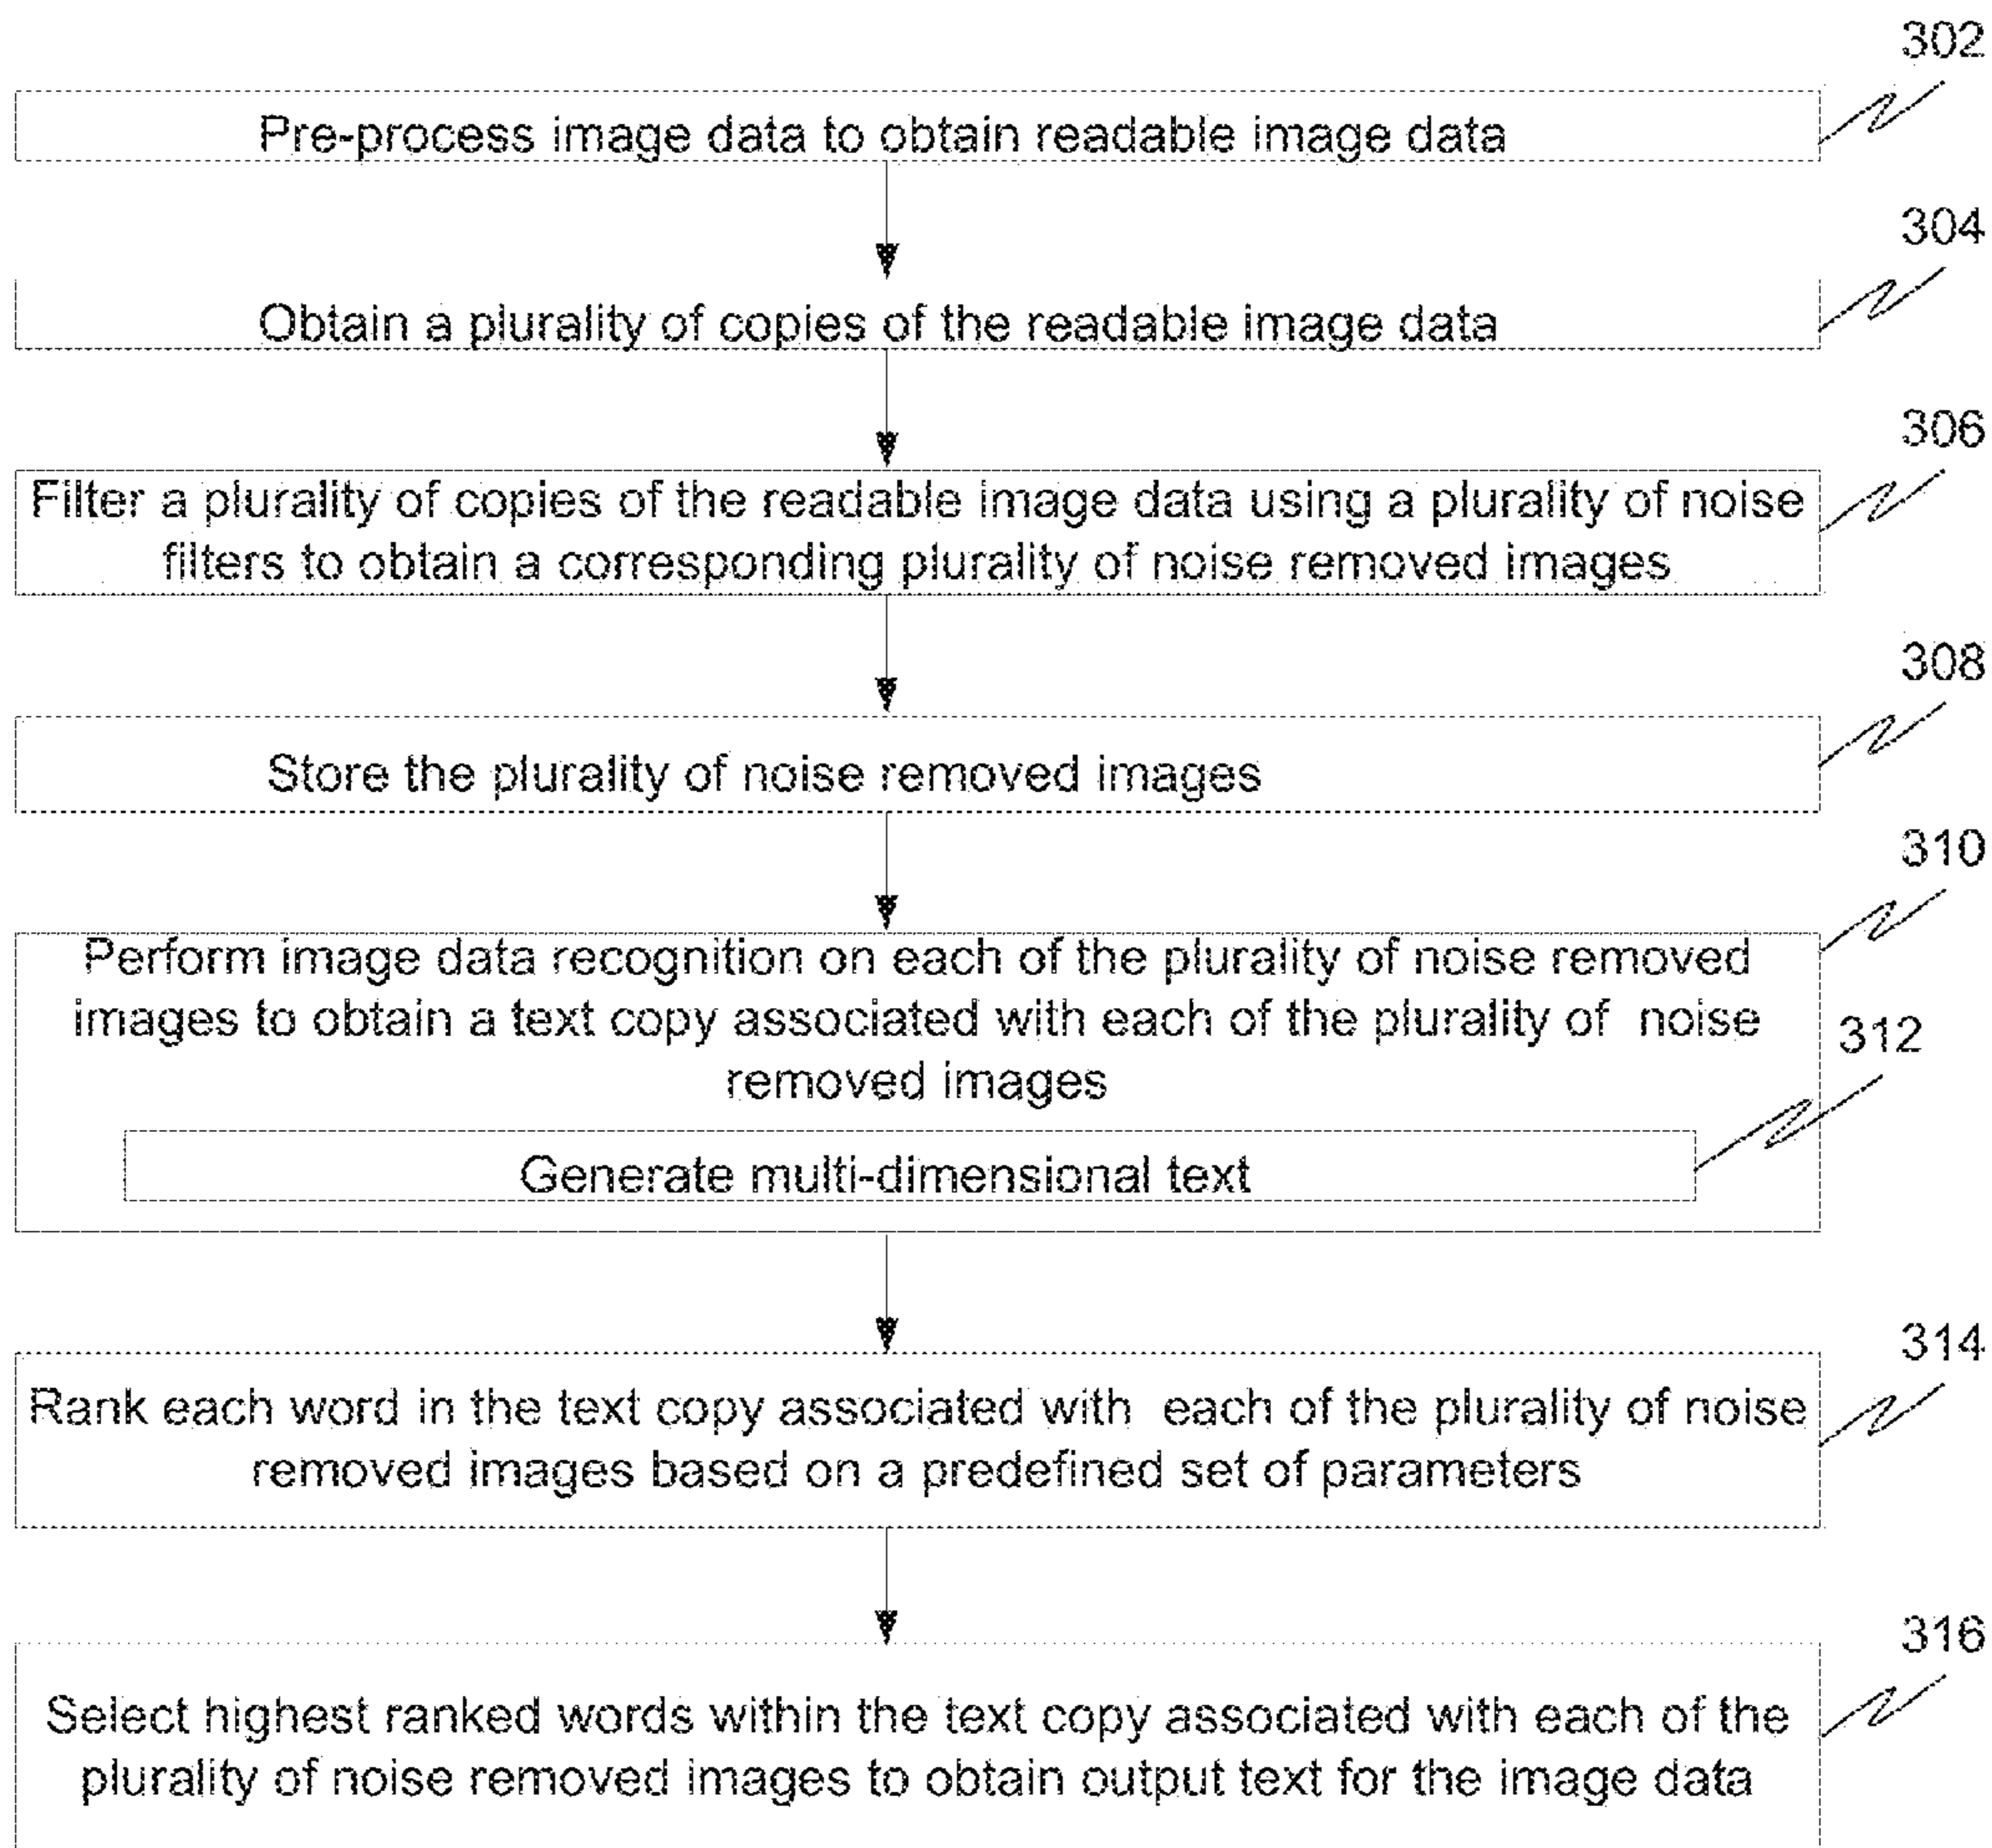 302
Pre-process image data to obtain readable image data
304
Obtain a plurality of copies of the readable image data
306
Filter a plurality of copies of the readable image data using a plurality of noise
filters to obtain a corresponding plurality of noise removed images
308
Store the plurality of noise removed images
310
Perform image data recognition on each of the plurality of noise removed
images to obtain a text copy associated with each of the plurality of noise
removed images
312
Generate multi-dimensional text
314
Rank each word in the text copy associated with each of the plurality of noise
removed images based on a predefined set of parameters
316
Select highest ranked words within the text copy associated with each of the
plurality of noise removed images to obtain output text for the image data